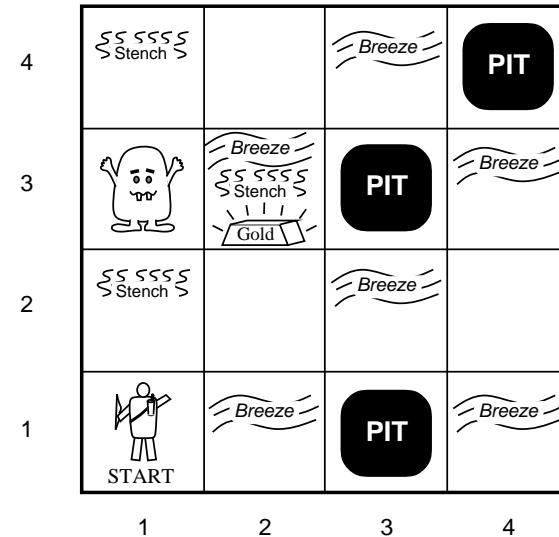 4
Stench
Breeze
PIT
3
Breeze
Stench
Gold
PIT
Breeze
2
Stench
Breeze
1
START
Breeze
PIT
Breeze
1 2 3 4